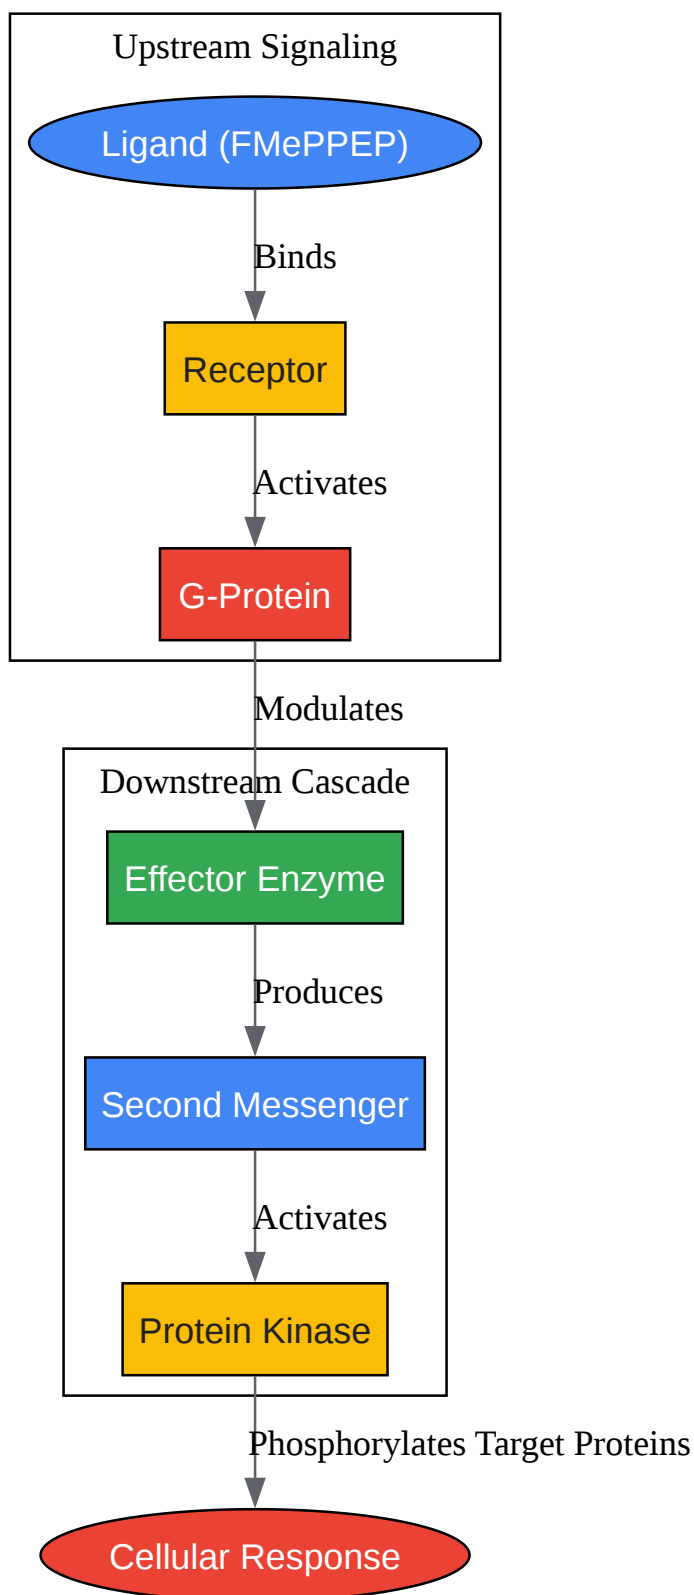 Upstream Signaling
Ligand (FMePPEP)
Binds
Receptor
Activates
G-Protein
Modulates
Downstream Cascade
Effector Enzyme
Produces
Second Messenger
Activates
Protein Kinase
Phosphorylates Target Proteins
Cellular Response